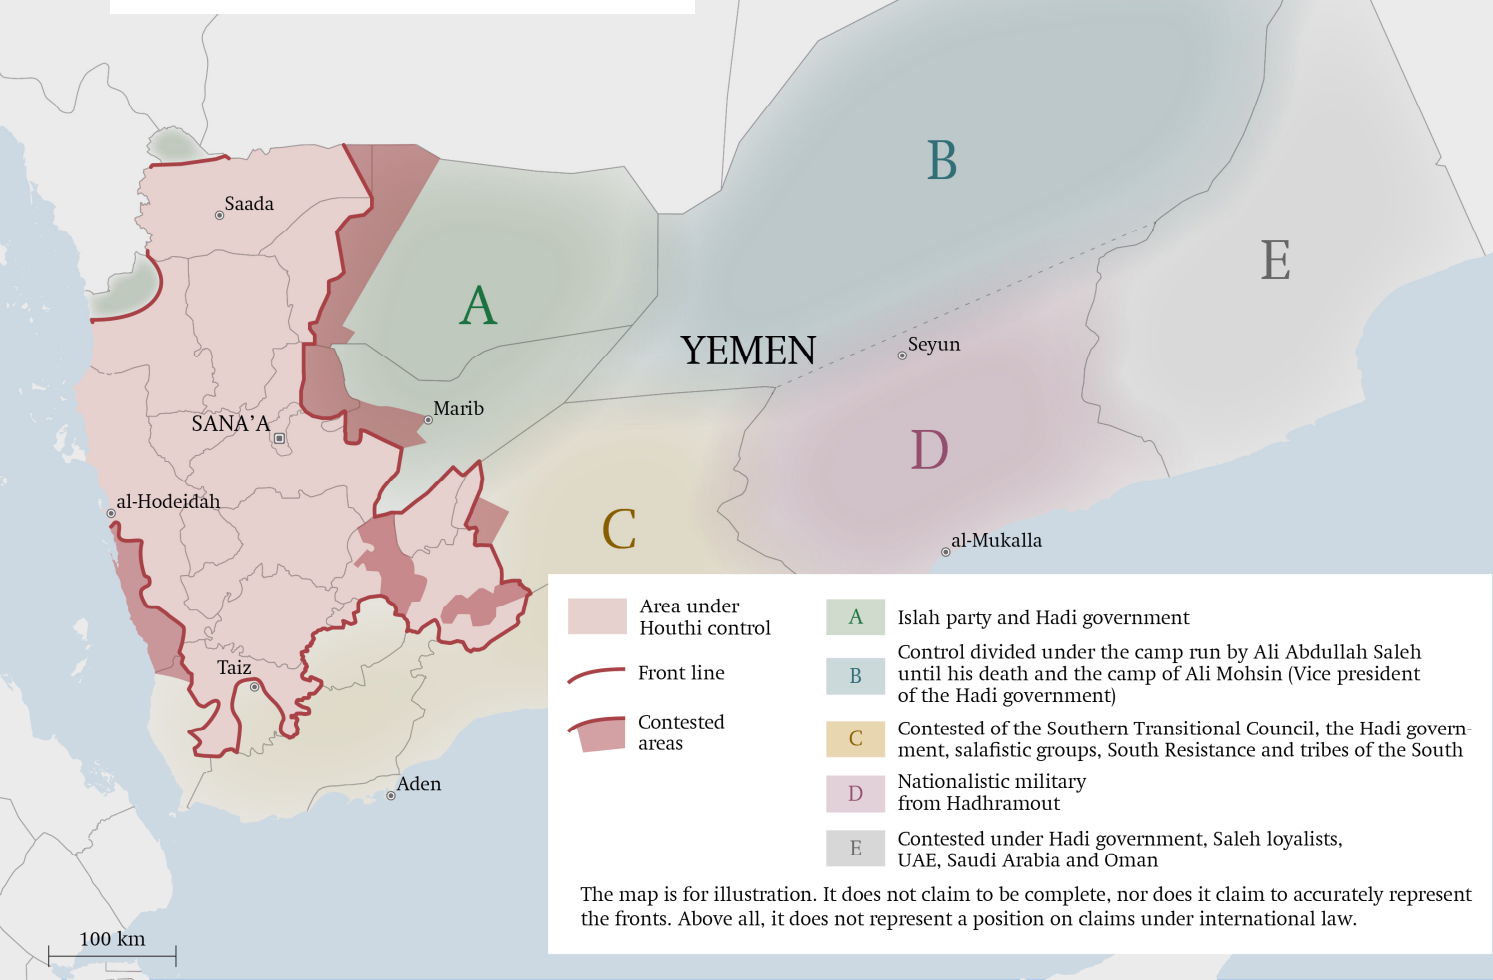 B
Saada
E
A
Seyun
YEMEN
Marib
SANA’A
D
al-Hodeidah
C
al-Mukalla
Taiz
Aden
100 km
Area under
Houthi control
Front line
Contested
areas
A
Islah party and Hadi government
B
Control divided under the camp run by Ali Abdullah Saleh
until his death and the camp of Ali Mohsin (Vice president
of the Hadi government)
C
Contested of the Southern Transitional Council, the Hadi govern-
ment, salafistic groups, South Resistance and tribes of the South
D
Nationalistic military
from Hadhramout
E
Contested under Hadi government, Saleh loyalists,
UAE, Saudi Arabia and Oman
The map is for illustration. It does not claim to be complete, nor does it claim to accurately represent
the fronts. Above all, it does not represent a position on claims under international law.